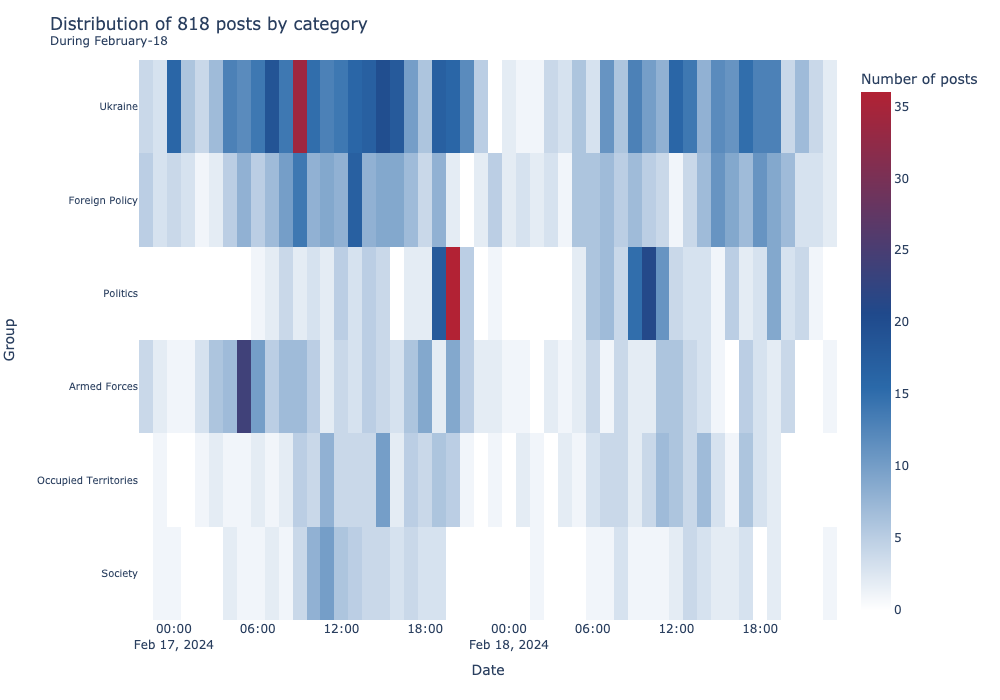 Distribution of 818 posts by category
During February-18
Number of posts
Ukraine
Foreign Policy
Politics
Armed Forces
Occupied Territories
Society
Group
35
30
25
20
15
10
5
0
00:00 06:00 12:00 18:00 00:00 06:00 12:00 18:00
Feb 17, 2024 Feb 18, 2024
Date